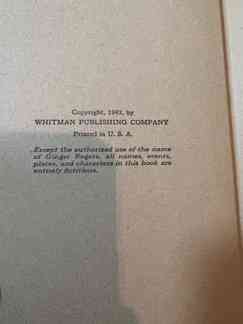 Copyright, 1942, by
WHITMAN PUBLISHING COMPANY
Printed in U. S. A.
Except the authorized use of the name
of Ginger Rogers, all names, events,
places, and characters in this book are
entirely fictitious.